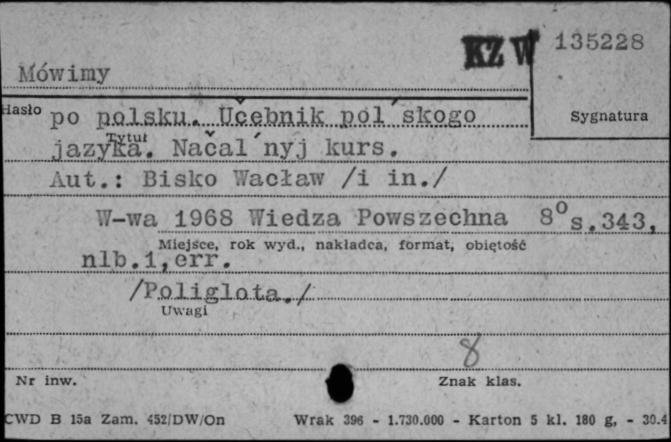 KZ W 135228
Mówimy
Hasło po polsku. Učebnik pol´skogo
Sygnatura
Tytuł
jazyka. Načal´nyj kurs.
Aut.: Bisko Wacław /i in./
W-wa 1968 Wiedza Powszechna 8° s.343,
Miejsce, rok wyd., nakładca, format, objętość
nlb.1,err.
/Poliglota./
Uwagi
8
Nr inw. Znak klas.
CWD B 15a Zam. 452/DW/On Wrak 396 - 1.730.000 - Karton 5 kl. 180 g, - 30.4